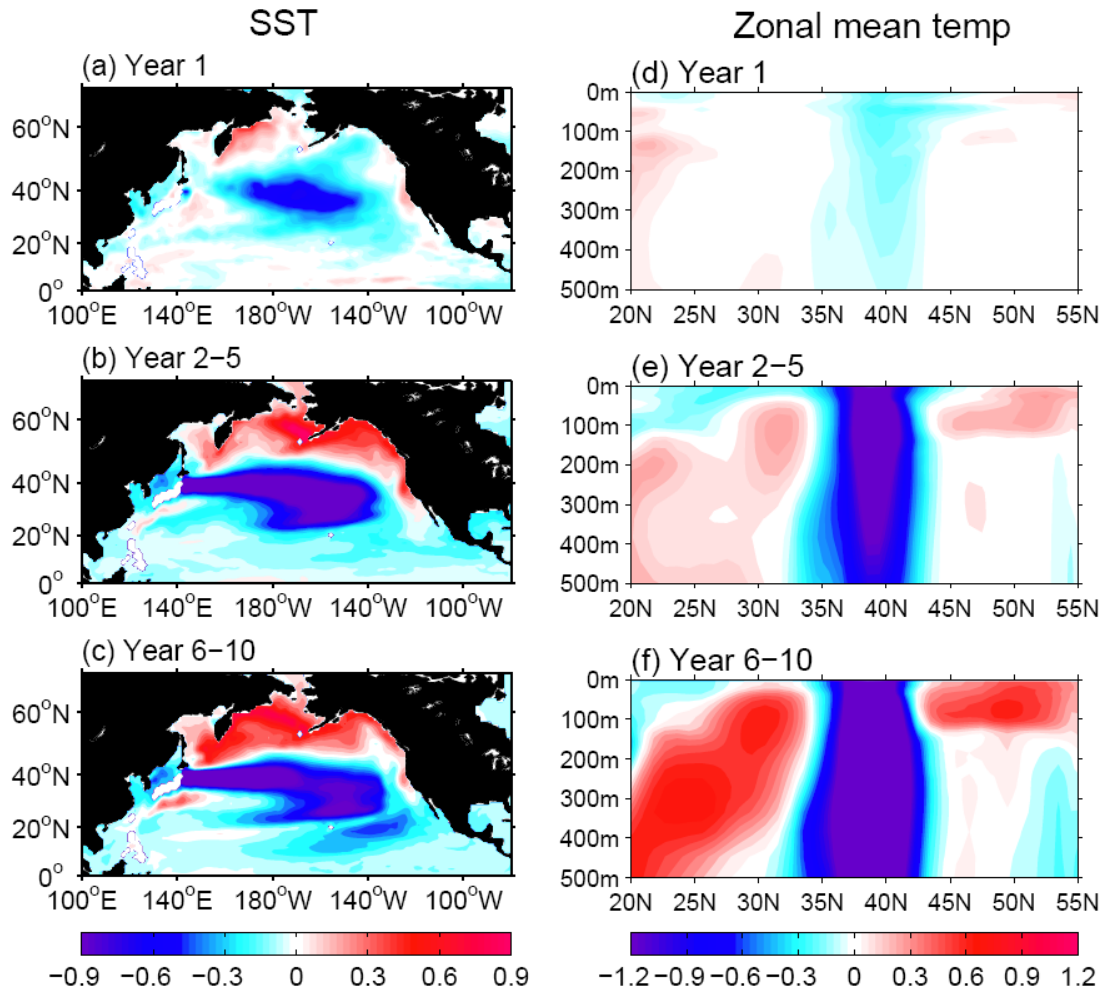 SST
Zonal mean temp
(a) Year 1
60°N
40°N
20°N
0°
100°E 140°E 180°W 140°W 100°W
(d) Year 1
0m
100m
200m
300m
400m
500m
20N 25N 30N 35N 40N 45N 50N 55N
(b) Year 2−5
60°N
40°N
20°N
0°
100°E 140°E 180°W 140°W 100°W
(e) Year 2−5
0m
100m
200m
300m
400m
500m
20N 25N 30N 35N 40N 45N 50N 55N
(c) Year 6−10
60°N
40°N
20°N
0°
100°E 140°E 180°W 140°W 100°W
(f) Year 6−10
0m
100m
200m
300m
400m
500m
20N 25N 30N 35N 40N 45N 50N 55N
−0.9 −0.6 −0.3 0 0.3 0.6 0.9
−1.2 −0.9 −0.6 −0.3 0 0.3 0.6 0.9 1.2